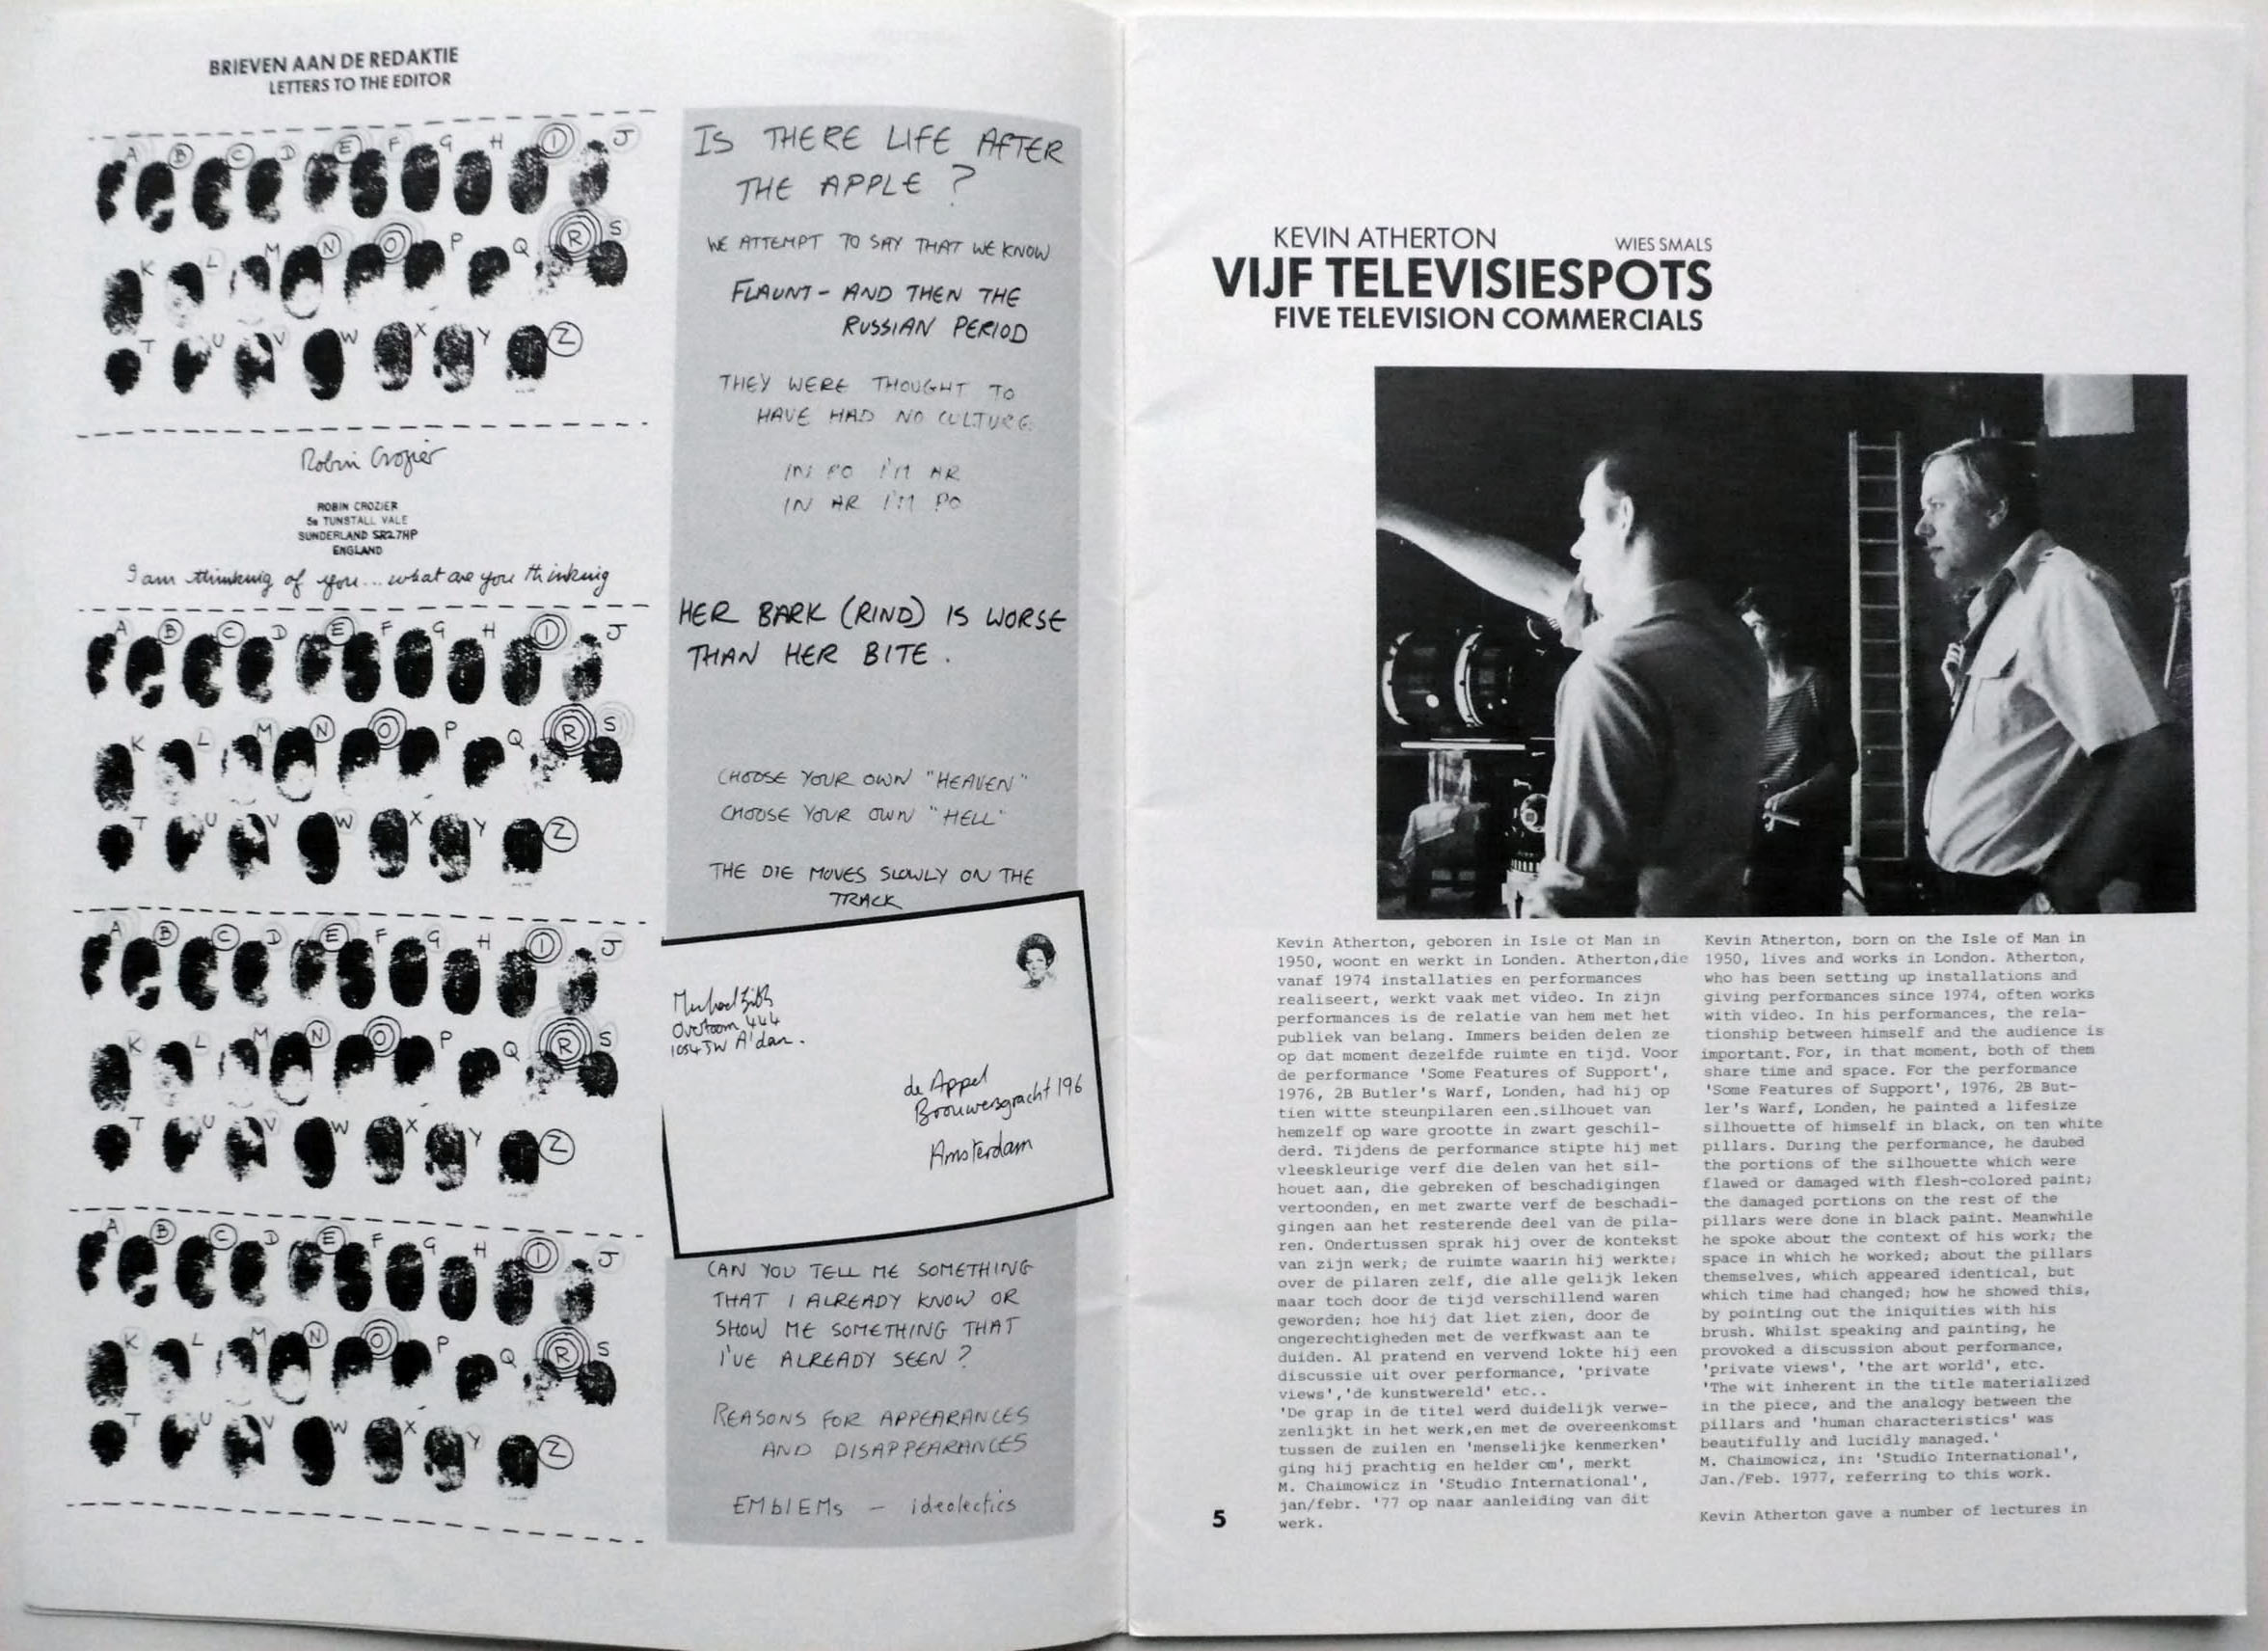 BRIEVEN AAN DE REDAKTIE
LETTERS TO THE EDITOR
A B C D E F G H I J
K L M N O P Q R S
T U V W X Y Z
Robin Crozier
ROBIN CROZIER
5a TUNSTALL VALE
SUNDERLAND SR2.7HP
ENGLAND
I am thinking of you... what are you thinking
A B C D E F G H I J
K L M N O P Q R S
T U V W X Y Z
A B C D E F G H I J
K L M N O P Q R S
T U V W X Y Z
A B C D E F G H I J
K L M N O P Q R S
T U V W X Y Z
IS THERE LIFE AFTER
THE APPLE ?
WE ATTEMPT TO SAY THAT WE KNOW
FLAUNT - AND THEN THE
RUSSIAN PERIOD
THEY WERE THOUGHT TO
HAVE HAD NO CULTURE.
IN PO I'M AR
IN AR I'M PO
HER BARK (RIND) IS WORSE
THAN HER BITE .
CHOOSE YOUR OWN "HEAVEN"
CHOOSE YOUR OWN "HELL"
THE DIE MOVES SLOWLY ON THE
TRACK
Michael
Overtoom 444
1054 JW A'dam.
de Appel
Brouwersgracht 196
Amsterdam
CAN YOU TELL ME SOMETHING
THAT I ALREADY KNOW OR
SHOW ME SOMETHING THAT
I'VE ALREADY SEEN ?
REASONS FOR APPEARANCES
AND DISAPPEARANCES
EMblEMs - ideolectics
KEVIN ATHERTON WIES SMALS
VIJF TELEVISIESPOTS
FIVE TELEVISION COMMERCIALS
Kevin Atherton, geboren in Isle of Man in
1950, woont en werkt in Londen. Atherton,die
vanaf 1974 installaties en performances
realiseert, werkt vaak met video. In zijn
performances is de relatie van hem met het
publiek van belang. Immers beiden delen ze
op dat moment dezelfde ruimte en tijd. Voor
de performance 'Some Features of Support',
1976, 2B Butler's Warf, Londen, had hij op
tien witte steunpilaren een.silhouet van
hemzelf op ware grootte in zwart geschil-
derd. Tijdens de performance stipte hij met
vleeskleurige verf die delen van het sil-
houet aan, die gebreken of beschadigingen
vertoonden, en met zwarte verf de beschadi-
gingen aan het resterende deel van de pila-
ren. Ondertussen sprak hij over de kontekst
van zijn werk; de ruimte waarin hij werkte;
over de pilaren zelf, die alle gelijk leken
maar toch door de tijd verschillend waren
geworden; hoe hij dat liet zien, door de
ongerechtigheden met de verfkwast aan te
duiden. Al pratend en vervend lokte hij een
discussie uit over performance, 'private
views','de kunstwereld' etc..
'De grap in de titel werd duidelijk verwe-
zenlijkt in het werk,en met de overeenkomst
tussen de zuilen en 'menselijke kenmerken'
ging hij prachtig en helder om', merkt
M. Chaimowicz in 'Studio International',
jan/febr. '77 op naar aanleiding van dit
werk.
Kevin Atherton, born on the Isle of Man in
1950, lives and works in London. Atherton,
who has been setting up installations and
giving performances since 1974, often works
with video. In his performances, the rela-
tionship between himself and the audience is
important. For, in that moment, both of them
share time and space. For the performance
'Some Features of Support', 1976, 2B But-
ler's Warf, Londen, he painted a lifesize
silhouette of himself in black, on ten white
pillars. During the performance, he daubed
the portions of the silhouette which were
flawed or damaged with flesh-colored paint;
the damaged portions on the rest of the
pillars were done in black paint. Meanwhile
he spoke about the context of his work; the
space in which he worked; about the pillars
themselves, which appeared identical, but
which time had changed; how he showed this,
by pointing out the iniquities with his
brush. Whilst speaking and painting, he
provoked a discussion about performance,
'private views', 'the art world', etc.
'The wit inherent in the title materialized
in the piece, and the analogy between the
pillars and 'human characteristics' was
beautifully and lucidly managed.'
M. Chaimowicz, in: 'Studio International',
Jan./Feb. 1977, referring to this work.
Kevin Atherton gave a number of lectures in
5